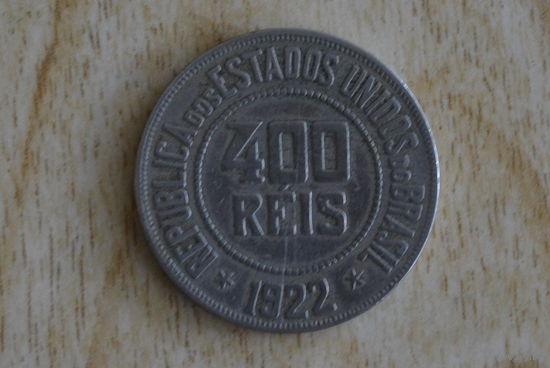 REPUBLICA DOS ESTADOS UNIDOS DO BRASIL
400
RÉIS
* 1922 *